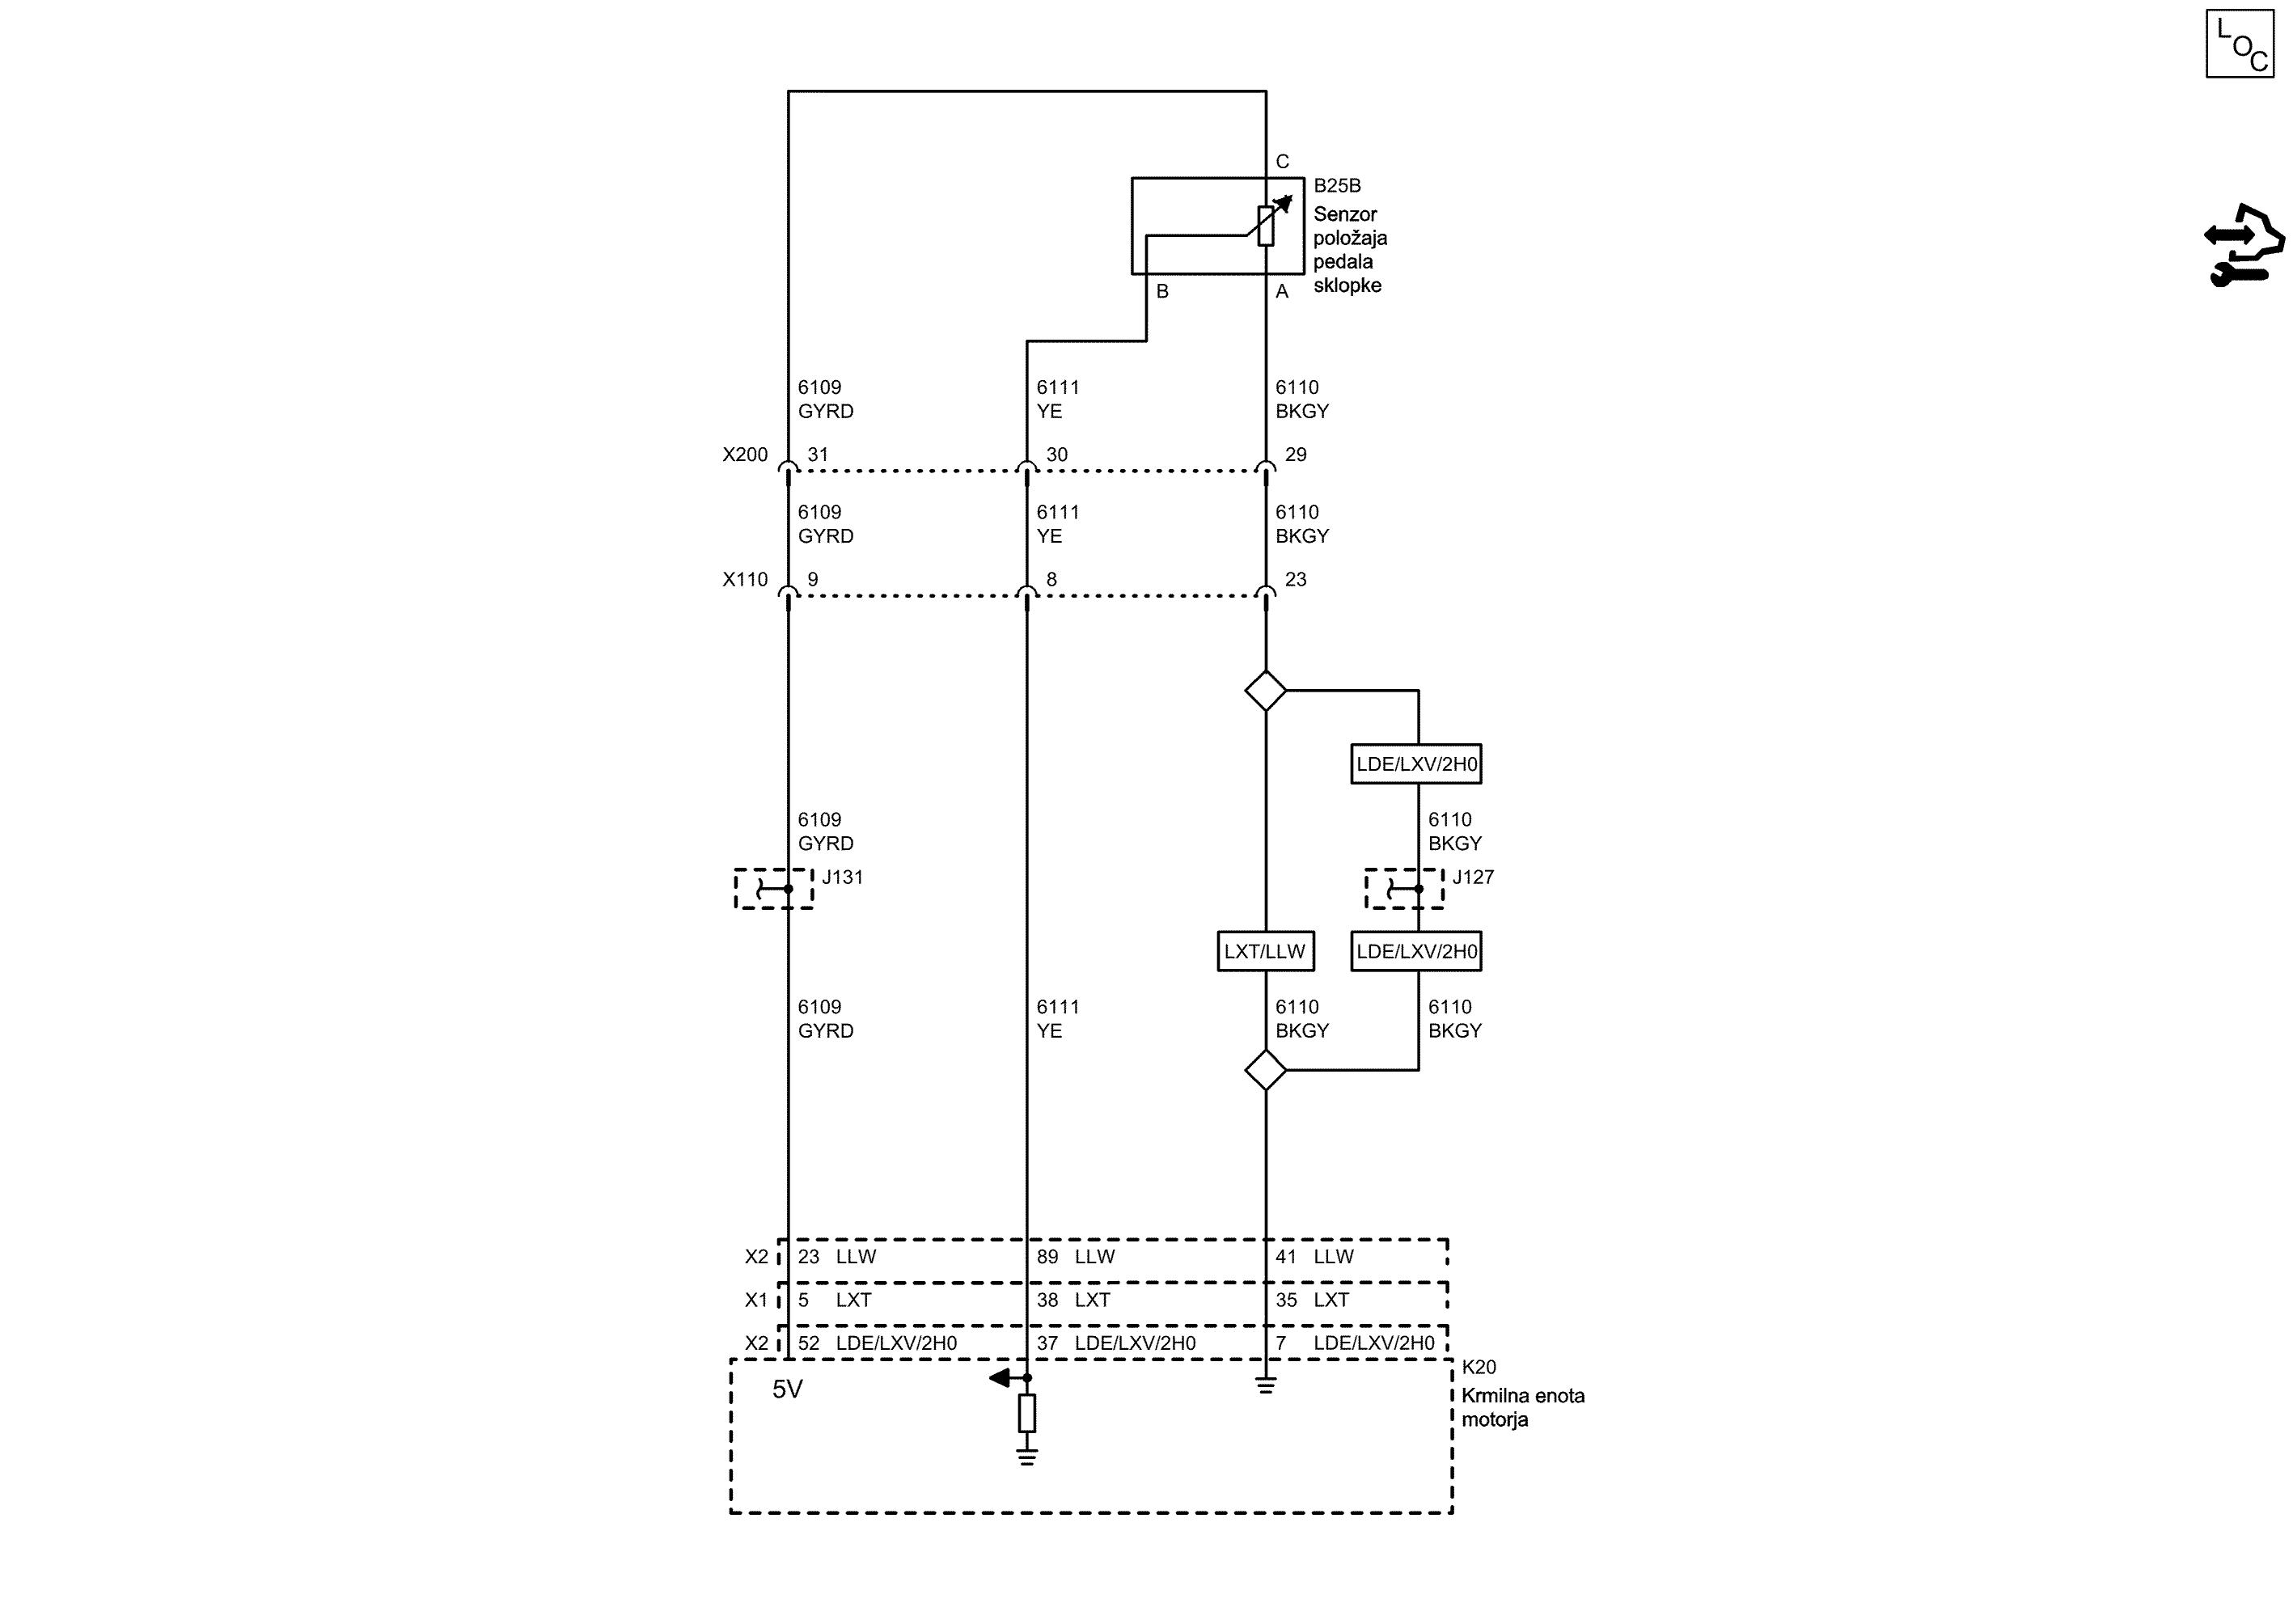 LOC
C
B25B
Senzor
položaja
pedala
sklopke
B
A
6109
GYRD
6111
YE
6110
BKGY
X200
31
30
29
6109
GYRD
6111
YE
6110
BKGY
X110
9
8
23
LDE/LXV/2H0
6109
GYRD
6110
BKGY
J131
J127
LXT/LLW
LDE/LXV/2H0
6109
GYRD
6111
YE
6110
BKGY
6110
BKGY
X2 23 LLW 89 LLW 41 LLW
X1 5 LXT 38 LXT 35 LXT
X2 52 LDE/LXV/2H0 37 LDE/LXV/2H0 7 LDE/LXV/2H0
5V
K20
Krmilna enota
motorja